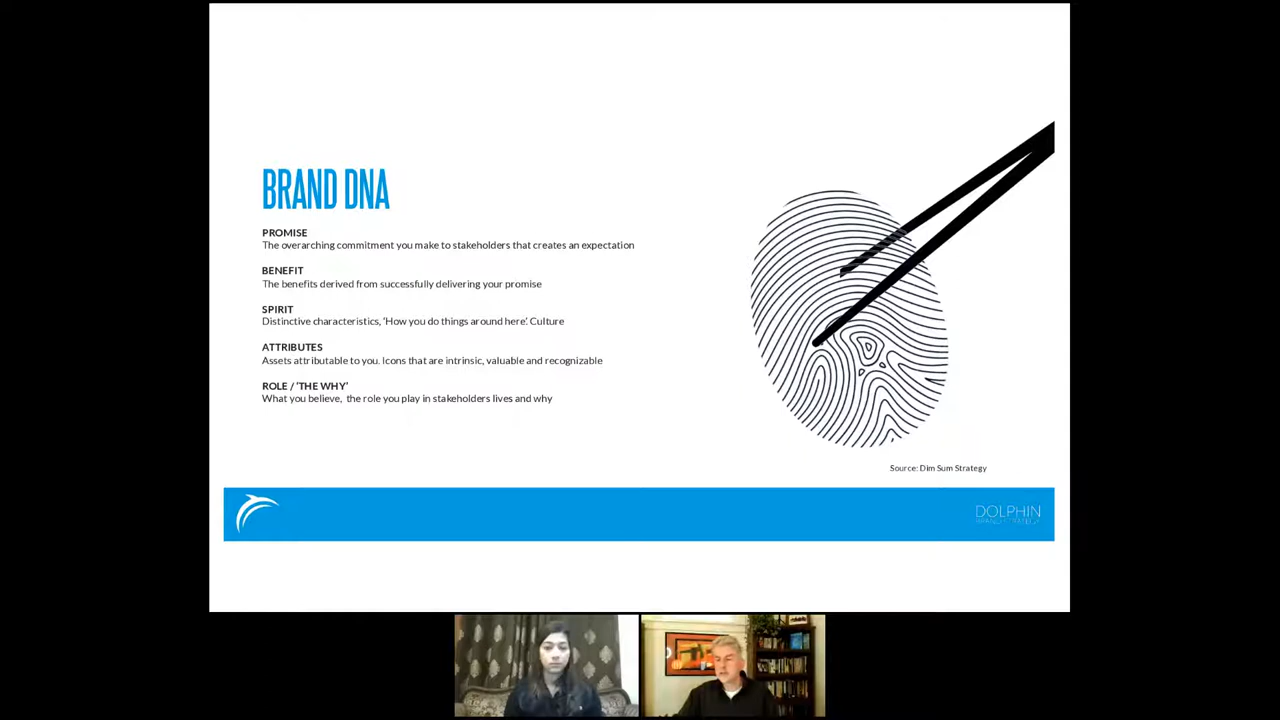 BRAND DNA
PROMISE
The overarching commitment you make to stakeholders that creates an expectation
BENEFIT
The benefits derived from successfully delivering your promise
SPIRIT
Distinctive characteristics, 'How you do things around here'. Culture
ATTRIBUTES
Assets attributable to you. Icons that are intrinsic, valuable and recognizable
ROLE / 'THE WHY'
What you believe, the role you play in stakeholders lives and why
Source: Dim Sum Strategy
DOLPHIN
BRAND STRATEGY